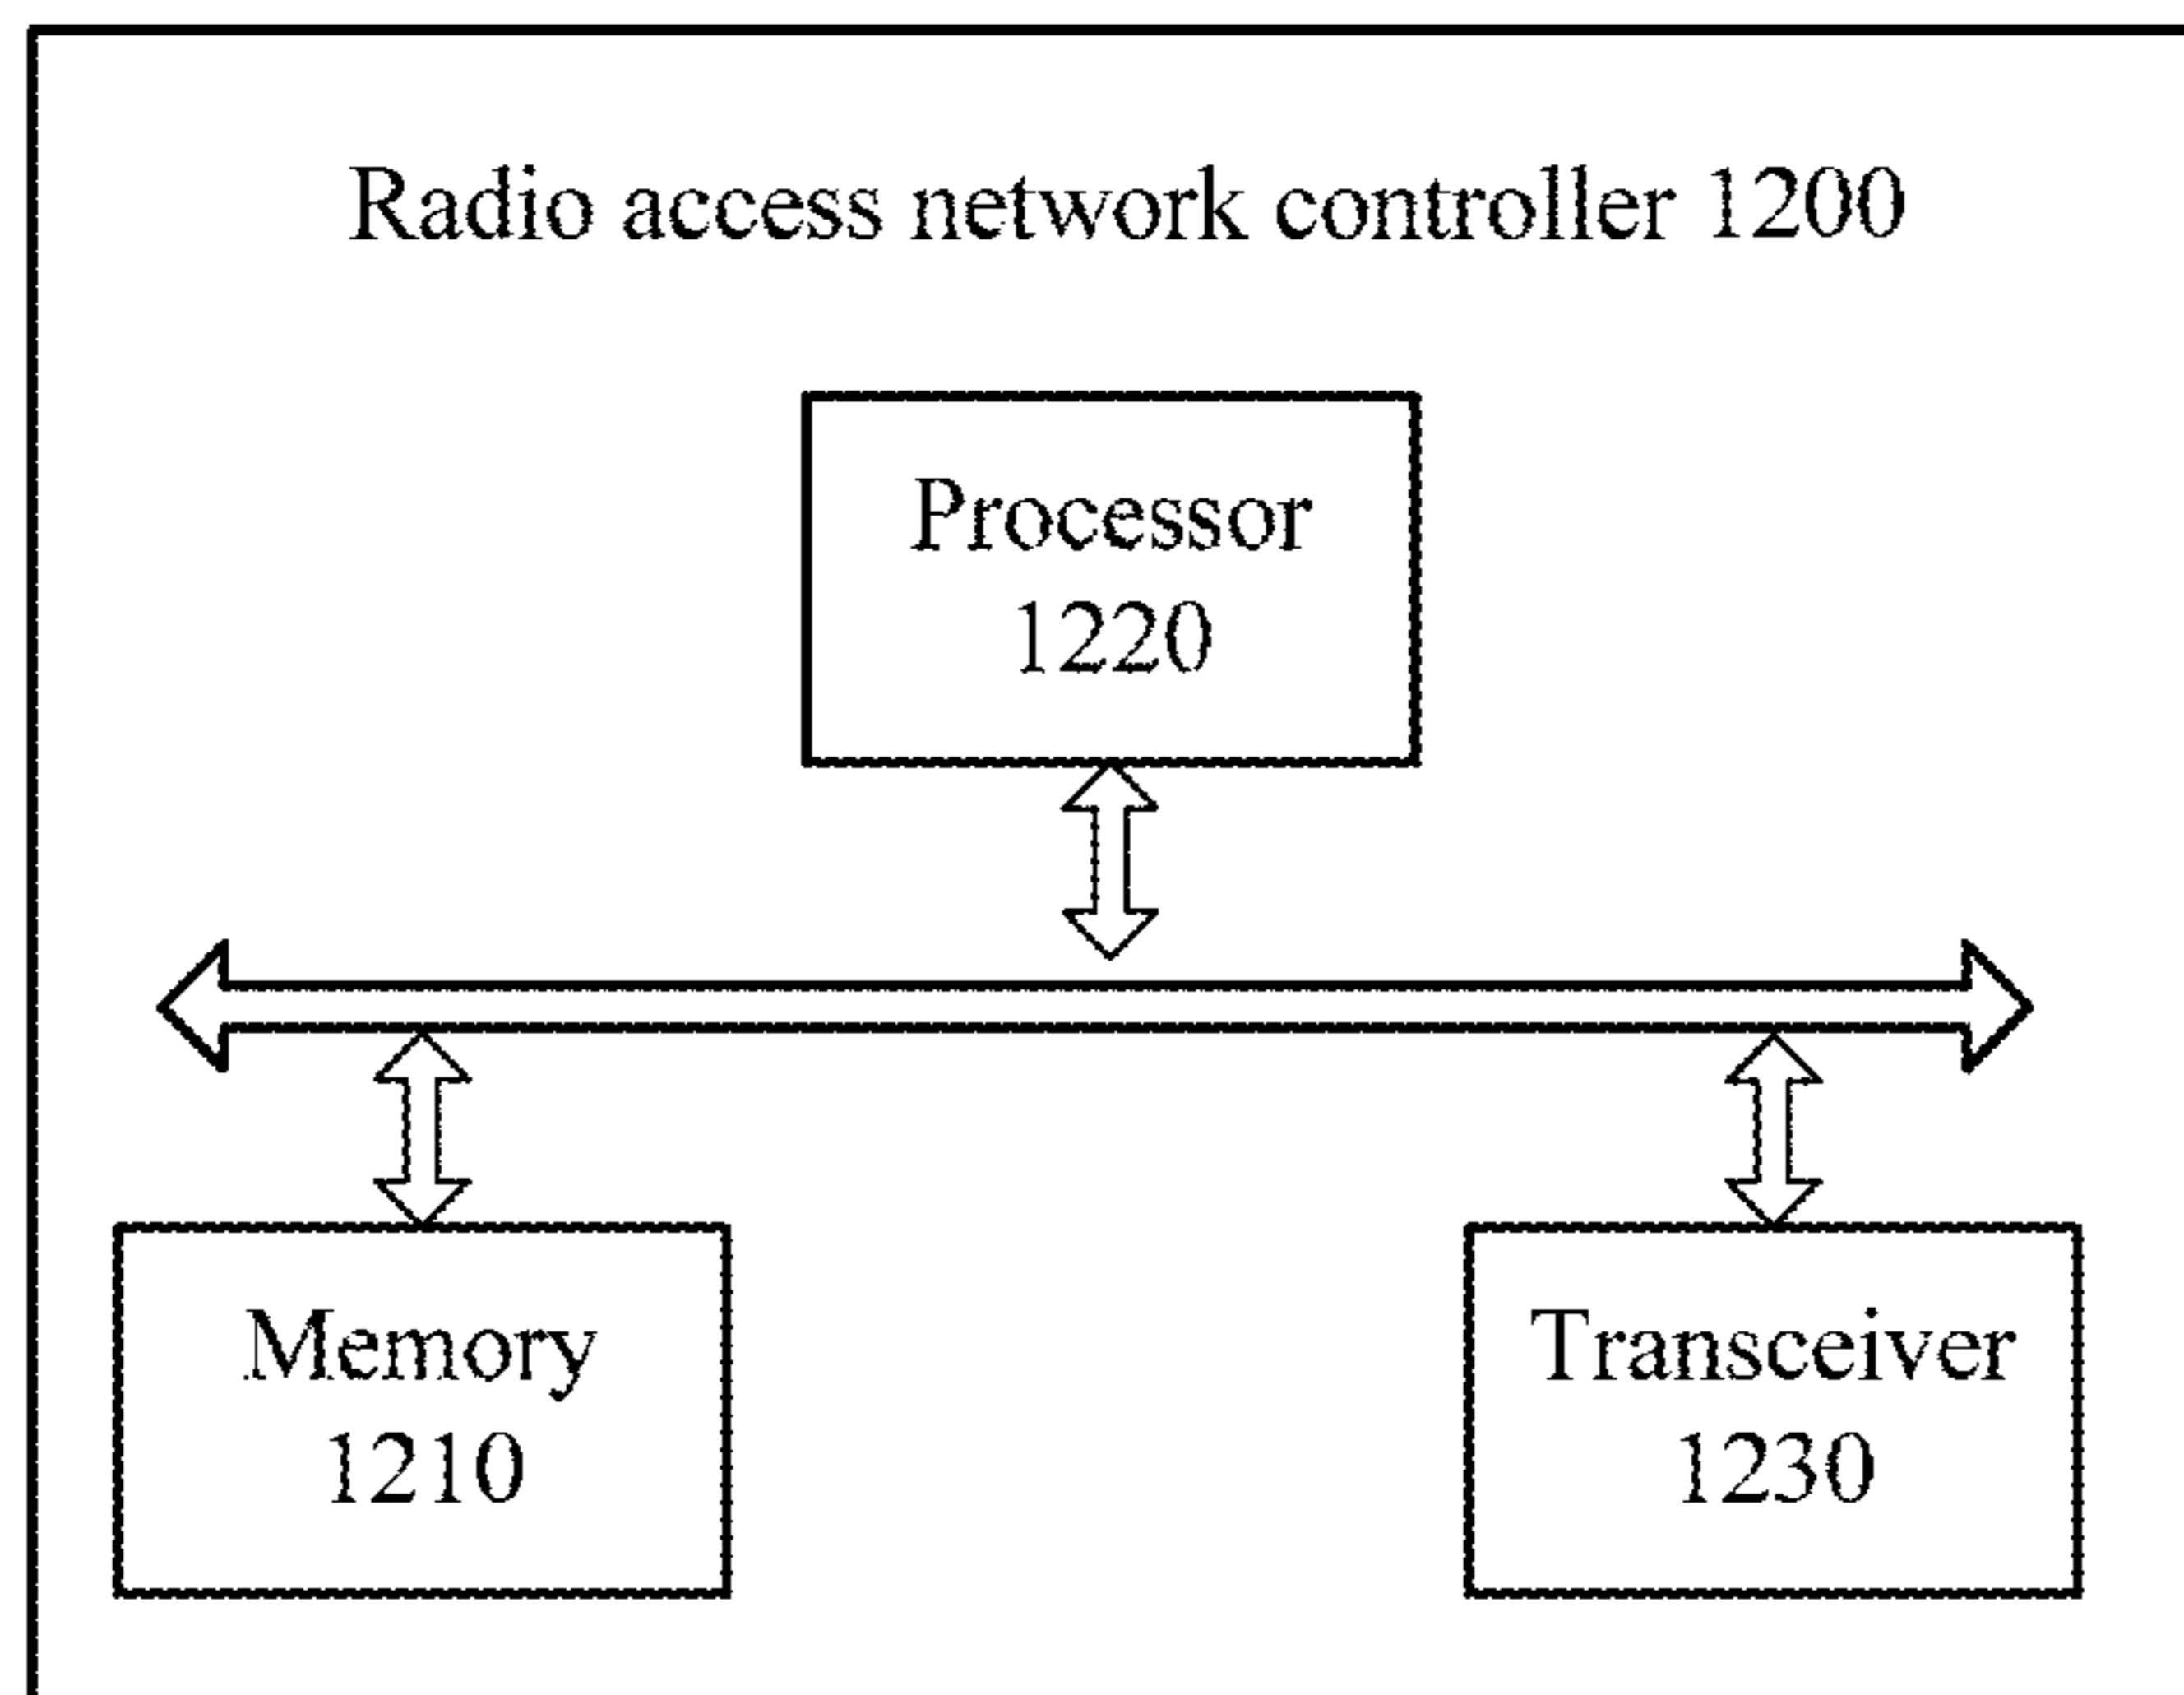 Radio access network controller 1200
Processor
1220
Memory
1210
Transceiver
1230